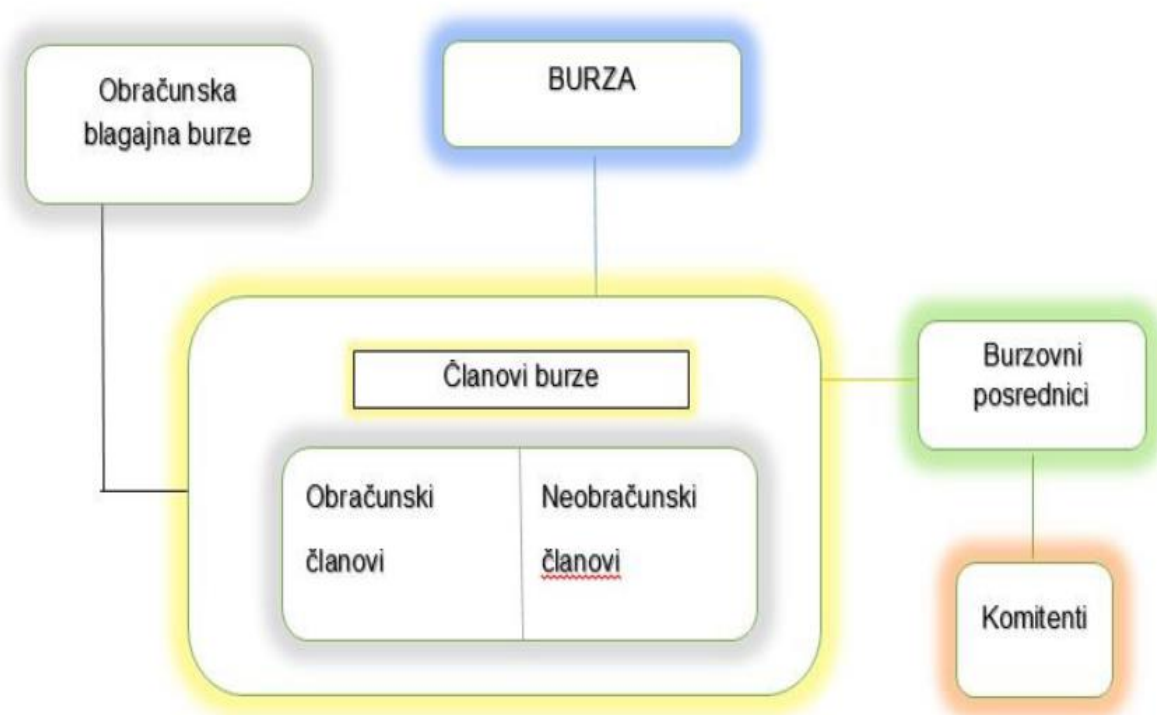 Obračunska
blagajna burze
BURZA
Članovi burze
Obračunski
članovi
Neobračunski
članovi
Burzovni
posrednici
Komitenti